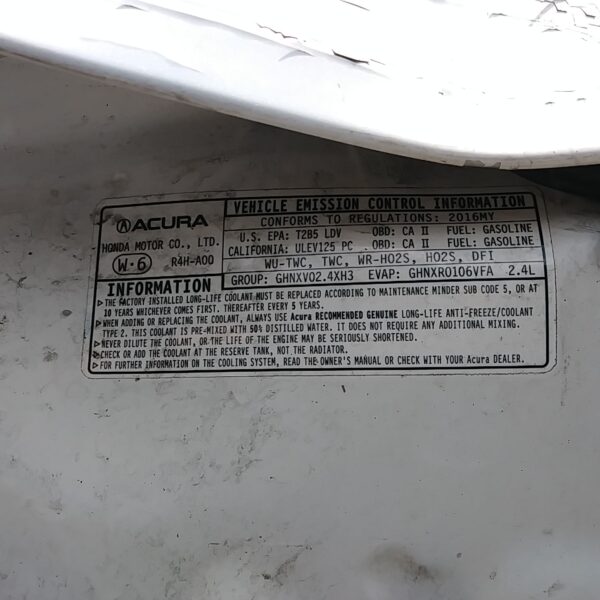 ACURA
HONDA MOTOR CO., LTD.
W·6 R4H-A00
VEHICLE EMISSION CONTROL INFORMATION
CONFORMS TO REGULATIONS: 2016MY
U.S. EPA: T2B5 LDV . OBD: CA II FUEL: GASOLINE
CALIFORNIA: ULEV125 PC . OBD: CA II FUEL: GASOLINE
WU-TWC, TWC, WR-HO2S, HO2S, DFI
GROUP: GHNXV02.4XH3 EVAP: GHNXR0106VFA 2.4L
INFORMATION
▷THE FACTORY INSTALLED LONG-LIFE COOLANT MUST BE REPLACED ACCORDING TO MAINTENANCE MINDER SUB CODE 5, OR AT
10 YEARS WHICHEVER COMES FIRST. THEREAFTER EVERY 5 YEARS.
▷WHEN ADDING OR REPLACING THE COOLANT, ALWAYS USE Acura RECOMMENDED GENUINE LONG-LIFE ANTI-FREEZE/COOLANT
TYPE 2. THIS COOLANT IS PRE-MIXED WITH 50% DISTILLED WATER. IT DOES NOT REQUIRE ANY ADDITIONAL MIXING.
▷NEVER DILUTE THE COOLANT, OR THE LIFE OF THE ENGINE MAY BE SERIOUSLY SHORTENED.
▷CHECK OR ADD THE COOLANT AT THE RESERVE TANK, NOT THE RADIATOR.
▷FOR FURTHER INFORMATION ON THE COOLING SYSTEM, READ THE OWNER'S MANUAL OR CHECK WITH YOUR Acura DEALER.